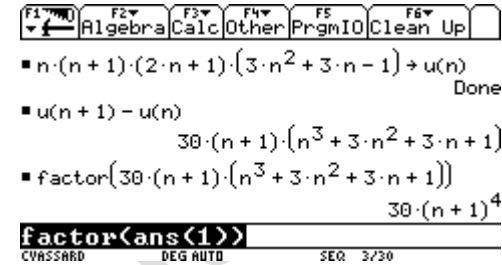 F1 F2 F3 F4 F5 F6
Algebra Calc Other PrgmIO Clean Up
▪ n·(n + 1)·(2·n + 1)·(3·n² + 3·n − 1) → u(n)
Done
▪ u(n + 1) − u(n)
30·(n + 1)·(n³ + 3·n² + 3·n + 1)
▪ factor(30·(n + 1)·(n³ + 3·n² + 3·n + 1))
30·(n + 1)⁴
factor(ans(1))
CVASSARD DEG AUTO SEQ 3/30